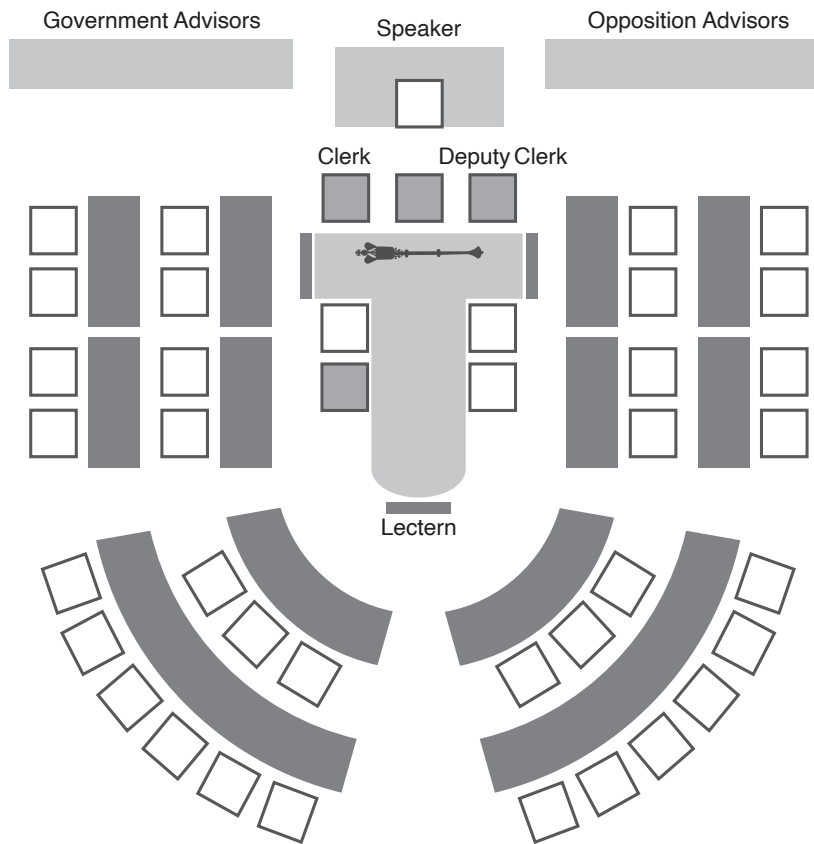 Government Advisors
Speaker
Opposition Advisors
Clerk
Deputy Clerk
Lectern